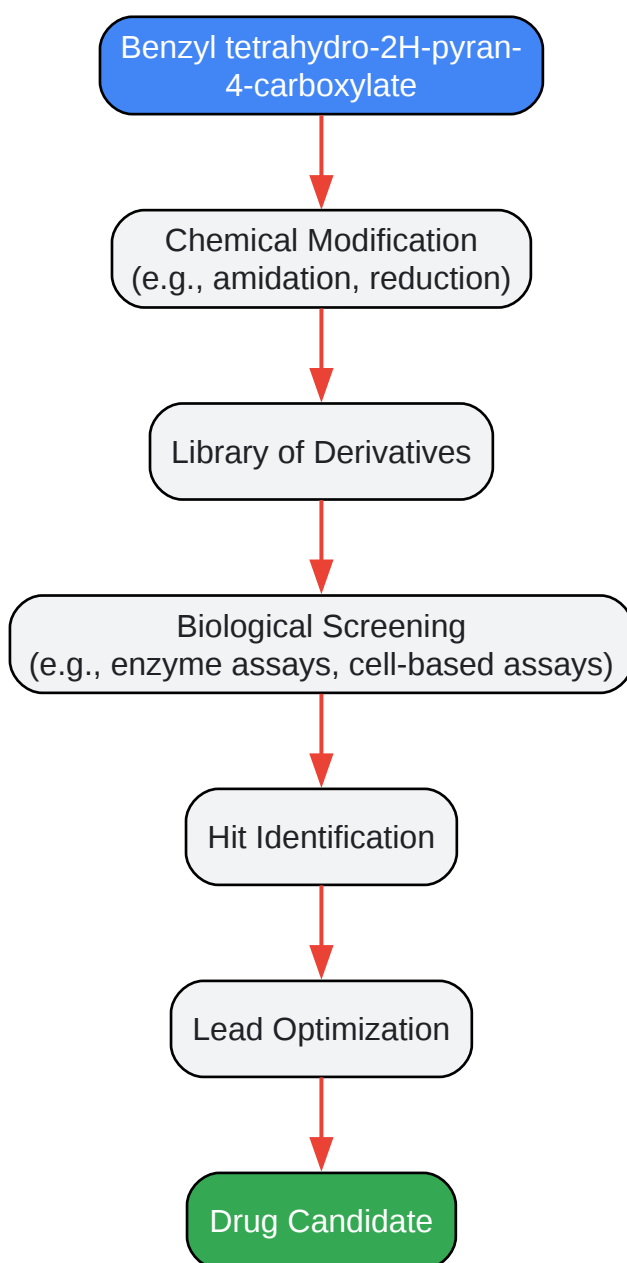 Benzyl tetrahydro-2H-pyran-
4-carboxylate
Chemical Modification
(e.g., amidation, reduction)
Library of Derivatives
Biological Screening
(e.g., enzyme assays, cell-based assays)
Hit Identification
Lead Optimization
Drug Candidate